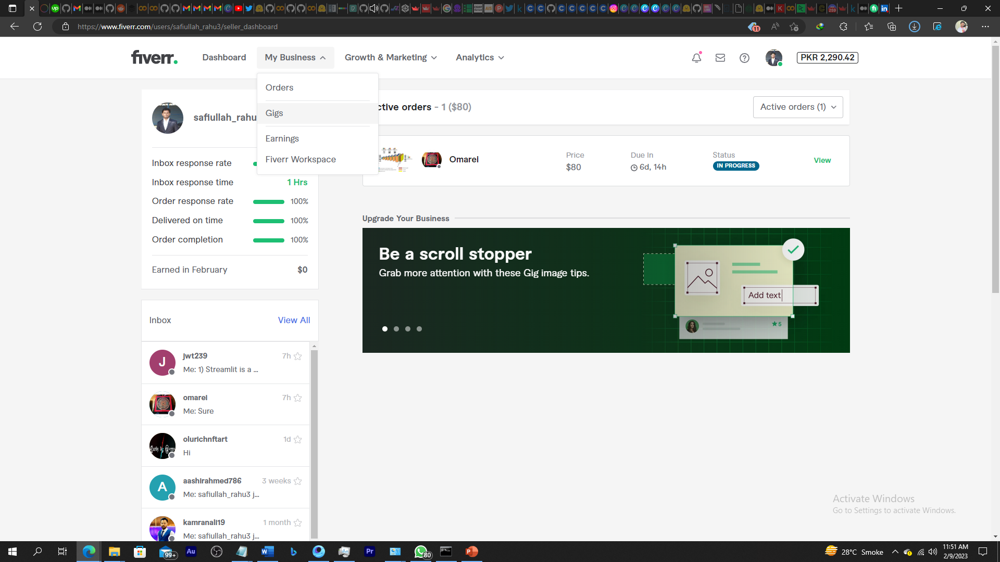 https://www.fiverr.com/users/safiullah_rahu3/seller_dashboard
11
fiverr.
Dashboard
My Business
Growth & Marketing
Analytics
PKR 2,290.42
Orders
Gigs
Earnings
Fiverr Workspace
safiullah_rahu
Inbox response rate
Inbox response time 1 Hrs
Order response rate 100%
Delivered on time 100%
Order completion 100%
Earned in February $0
ctive orders - 1 ($80)
Active orders (1)
Omarel
Price
$80
Due In
6d, 14h
Status
IN PROGRESS
View
Upgrade Your Business
Be a scroll stopper
Grab more attention with these Gig image tips.
Add text
5
Inbox View All
J
jwt239 7h
Me: 1) Streamlit is a ...
omarel 7h
Me: Sure
olurichnftart 1d
Hi
A
aashirahmed786 3 weeks
Me: safiullah_rahu3 j...
kamranali19 1 month
Me: safiullah_rahu3 j...
Activate Windows
Go to Settings to activate Windows.
99+
Au
W
Pr
80
P
28°C Smoke
11:51 AM
2/9/2023